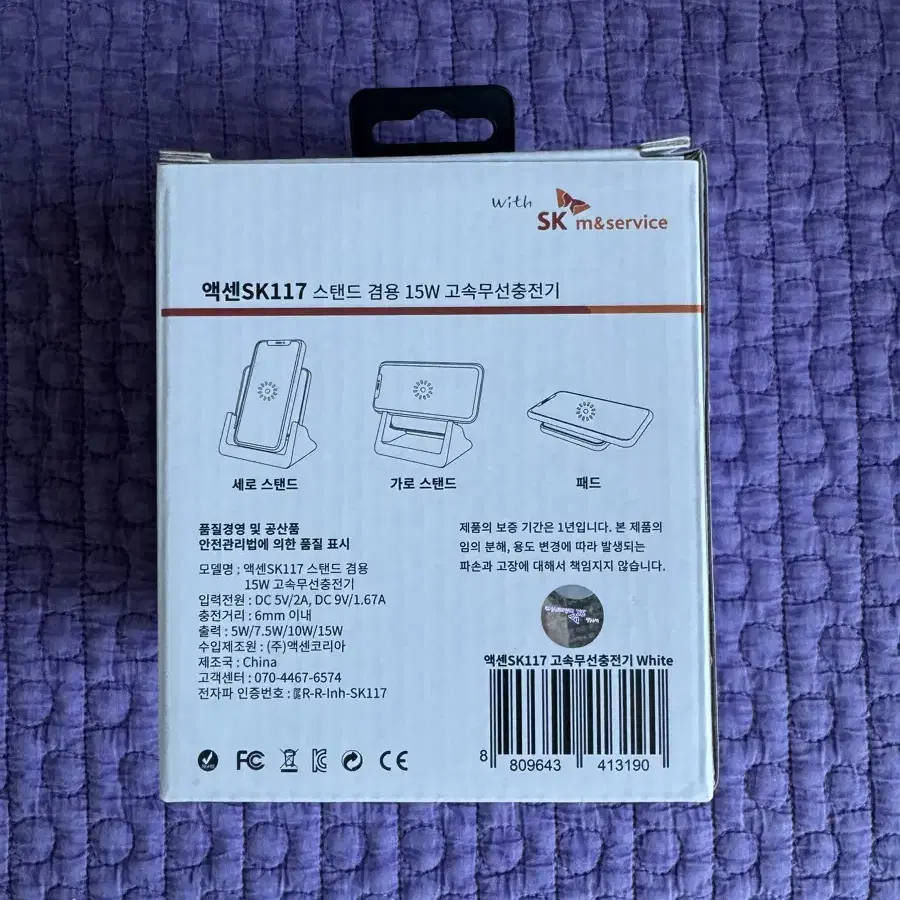 with
SK m&service
액센SK117 스탠드 겸용 15W 고속무선충전기
세로 스탠드
가로 스탠드
패드
품질경영 및 공산품
안전관리법에 의한 품질 표시
모델명 : 액센SK117 스탠드 겸용
15W 고속무선충전기
입력전원 : DC 5V/2A, DC 9V/1.67A
충전거리 : 6mm 이내
출력 : 5W/7.5W/10W/15W
수입제조원 : (주)액센코리아
제조국 : China
고객센터 : 070-4467-6574
전자파 인증번호 : R-R-Inh-SK117
제품의 보증 기간은 1년입니다. 본 제품의
임의 분해, 용도 변경에 따라 발생되는
파손과 고장에 대해서 책임지지 않습니다.
액센SK117 고속무선충전기 White
8 809643 413190
FC CE